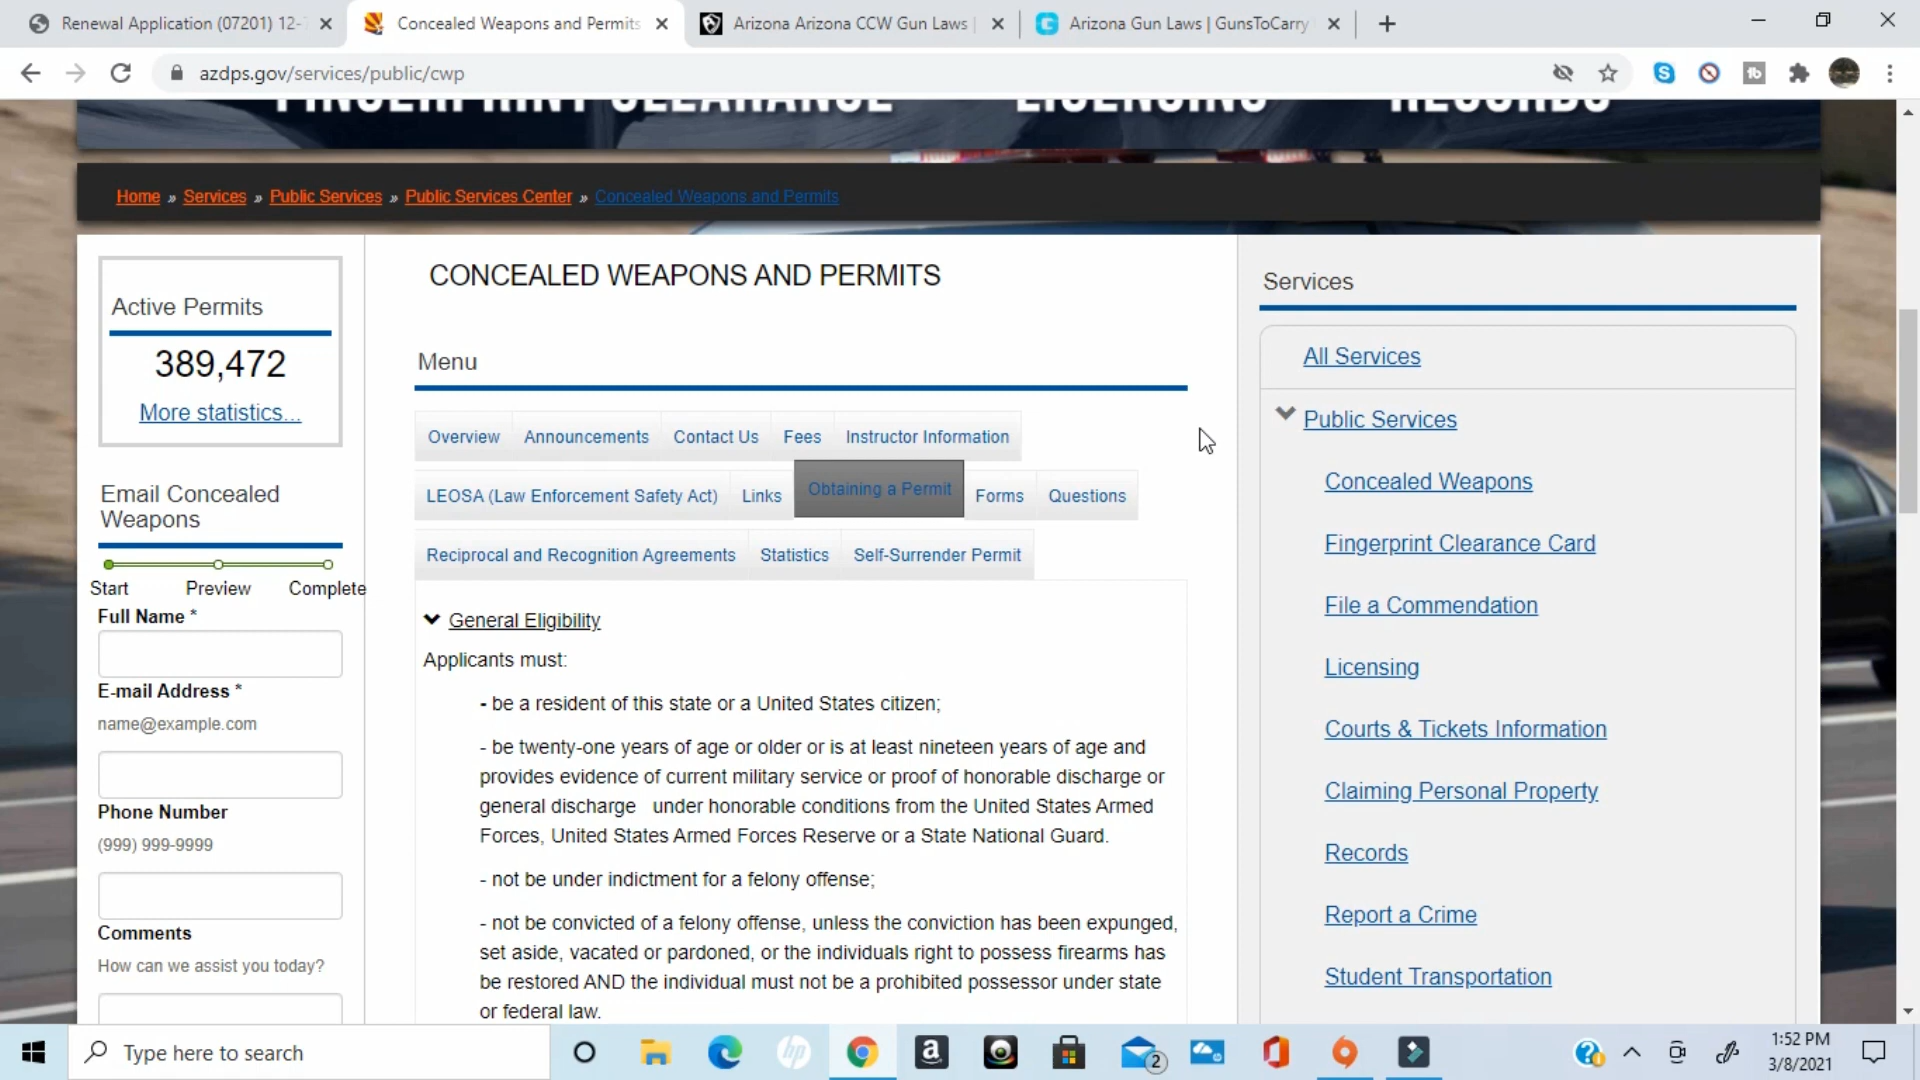 Renewal Application (07201) 12-
Concealed Weapons and Permits
Arizona Arizona CCW Gun Laws |
Arizona Gun Laws | GunsToCarry
azdps.gov/services/public/cwp
FINGERPRINT CLEARANCE
LICENSING
RECORDS
Home » Services » Public Services » Public Services Center » Concealed Weapons and Permits
Active Permits
389,472
More statistics...
Email Concealed
Weapons
Start Preview Complete
Full Name *
E-mail Address *
name@example.com
Phone Number
(999) 999-9999
Comments
How can we assist you today?
CONCEALED WEAPONS AND PERMITS
Menu
Overview Announcements Contact Us Fees Instructor Information
LEOSA (Law Enforcement Safety Act) Links Obtaining a Permit Forms Questions
Reciprocal and Recognition Agreements Statistics Self-Surrender Permit
General Eligibility
Applicants must:
- be a resident of this state or a United States citizen;
- be twenty-one years of age or older or is at least nineteen years of age and
provides evidence of current military service or proof of honorable discharge or
general discharge under honorable conditions from the United States Armed
Forces, United States Armed Forces Reserve or a State National Guard.
- not be under indictment for a felony offense;
- not be convicted of a felony offense, unless the conviction has been expunged,
set aside, vacated or pardoned, or the individuals right to possess firearms has
be restored AND the individual must not be a prohibited possessor under state
or federal law.
Services
All Services
Public Services
Concealed Weapons
Fingerprint Clearance Card
File a Commendation
Licensing
Courts & Tickets Information
Claiming Personal Property
Records
Report a Crime
Student Transportation
Type here to search
hp
a
2
1:52 PM
3/8/2021